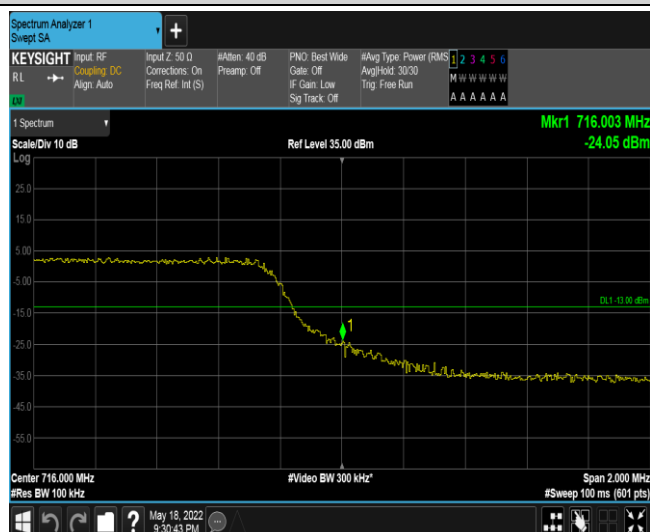 Spectrum Analyzer 1
Swept SA
+
KEYSIGHT
RL
Input: RF
Coupling: DC
Align: Auto
Input Z: 50 Ω
Corrections: On
Freq Ref: Int (S)
#Atten: 40 dB
Preamp: Off
PNO: Best Wide
Gate: Off
IF Gain: Low
Sig Track: Off
#Avg Type: Power (RMS
Avg|Hold: 30/30
Trig: Free Run
1 2 3 4 5 6
M W W W W W
A A A A A A
1 Spectrum
Scale/Div 10 dB
Ref Level 35.00 dBm
Mkr1 716.003 MHz
-24.05 dBm
Log
25.0
15.0
5.00
-5.00
-15.0
-25.0
-35.0
-45.0
-55.0
1
DL1 -13.00 dBm
Center 716.000 MHz
#Res BW 100 kHz
#Video BW 300 kHz*
Span 2.000 MHz
#Sweep 100 ms (601 pts)
?
May 18, 2022
9:30:43 PM